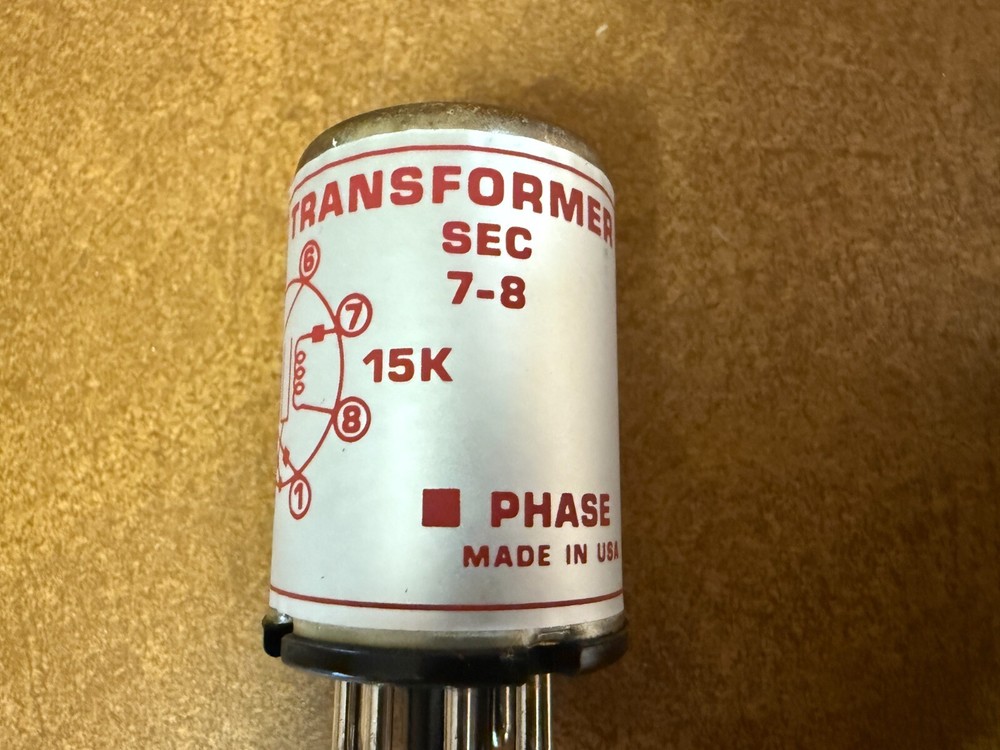 TRANSFORMER
SEC
7-8
6
7
15K
8
1
PHASE
MADE IN USA